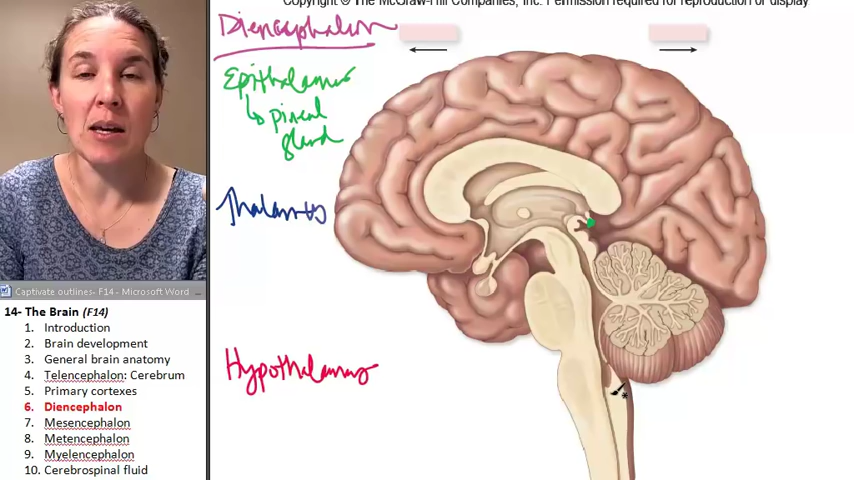 Copyright © The McGraw-Hill Companies, Inc. Permission required for reproduction or display
Diencephalon
Epithalamus
↳ pineal
gland
Thalamus
Hypothalamus
Captivate outlines- F14 - Microsoft Word
14- The Brain (F14)
1. Introduction
2. Brain development
3. General brain anatomy
4. Telencephalon: Cerebrum
5. Primary cortexes
6. Diencephalon
7. Mesencephalon
8. Metencephalon
9. Myelencephalon
10. Cerebrospinal fluid